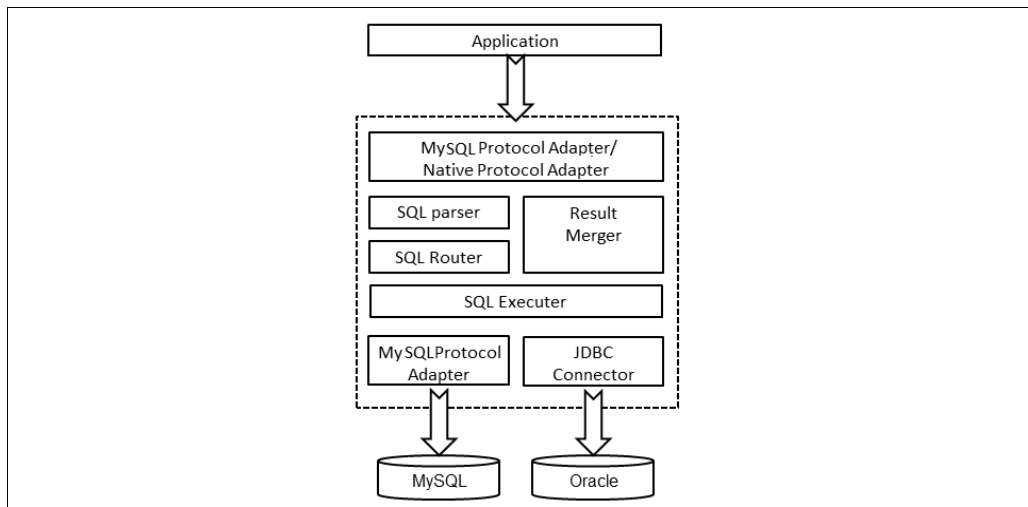 Application
MySQL Protocol Adapter/
Native Protocol Adapter
SQL parser
Result
Merger
SQL Router
SQL Executer
MySQLProtocol
Adapter
JDBC
Connector
MySQL
Oracle